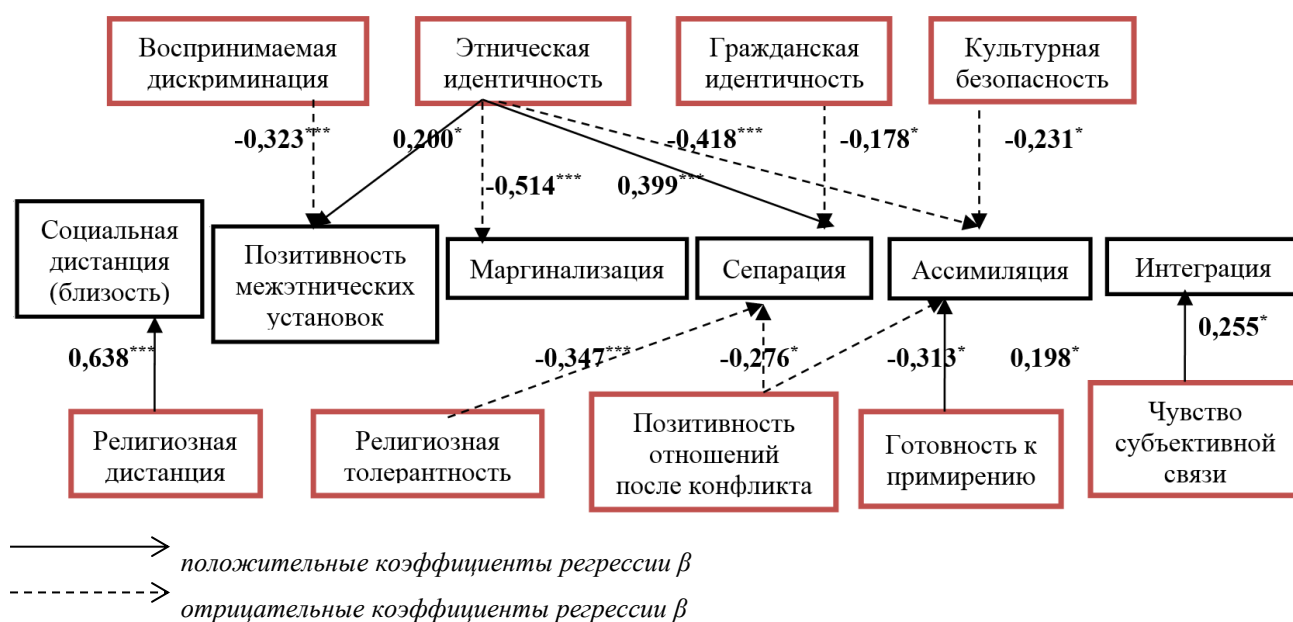 Воспринимаемая
дискриминация
Этническая
идентичность
Гражданская
идентичность
Культурная
безопасность
-0,323***
0,200*
-0,418***
-0,178*
-0,231*
-0,514***
0,399***
Социальная
дистанция
(близость)
Позитивность
межэтнических
установок
Маргинализация
Сепарация
Ассимиляция
Интеграция
0,638***
-0,347***
-0,276*
-0,313*
0,198*
0,255*
Религиозная
дистанция
Религиозная
толерантность
Позитивность
отношений
после конфликта
Готовность к
примирению
Чувство
субъективной
связи
положительные коэффициенты регрессии β
отрицательные коэффициенты регрессии β